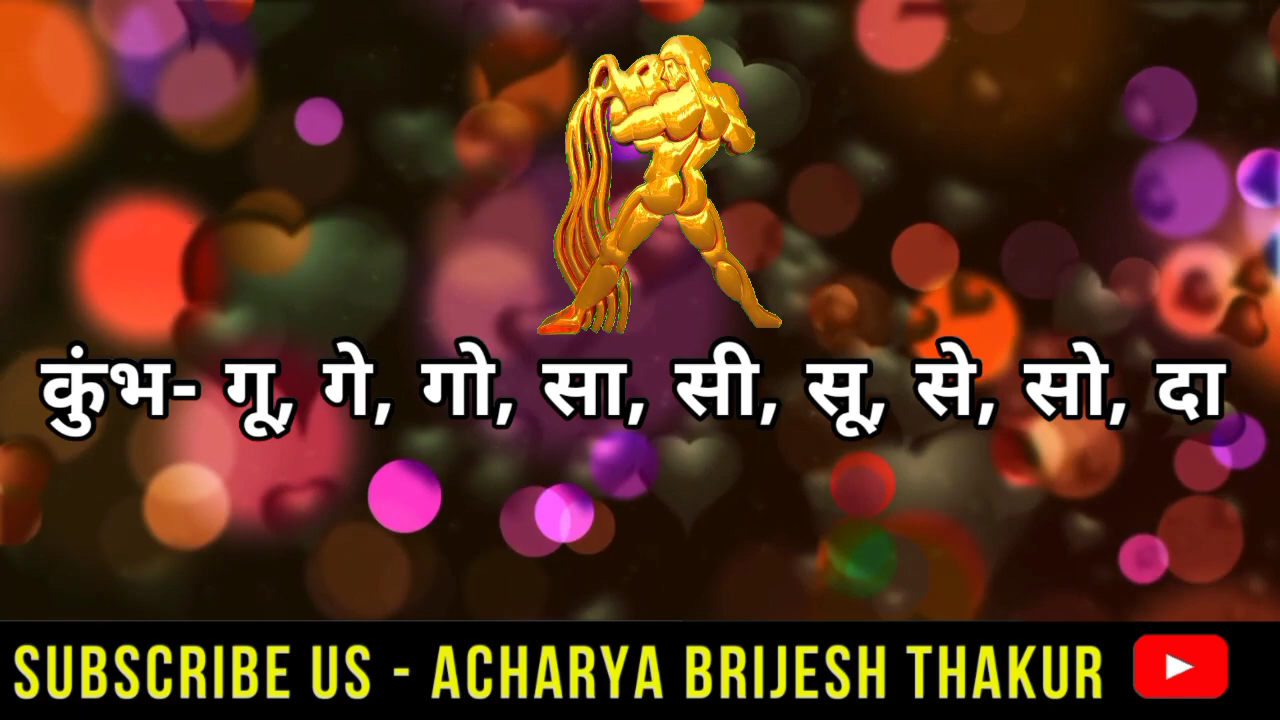 कुंभ- गू, गे, गो, सा, सी, सू, से, सो, दा
SUBSCRIBE US - ACHARYA BRIJESH THAKUR